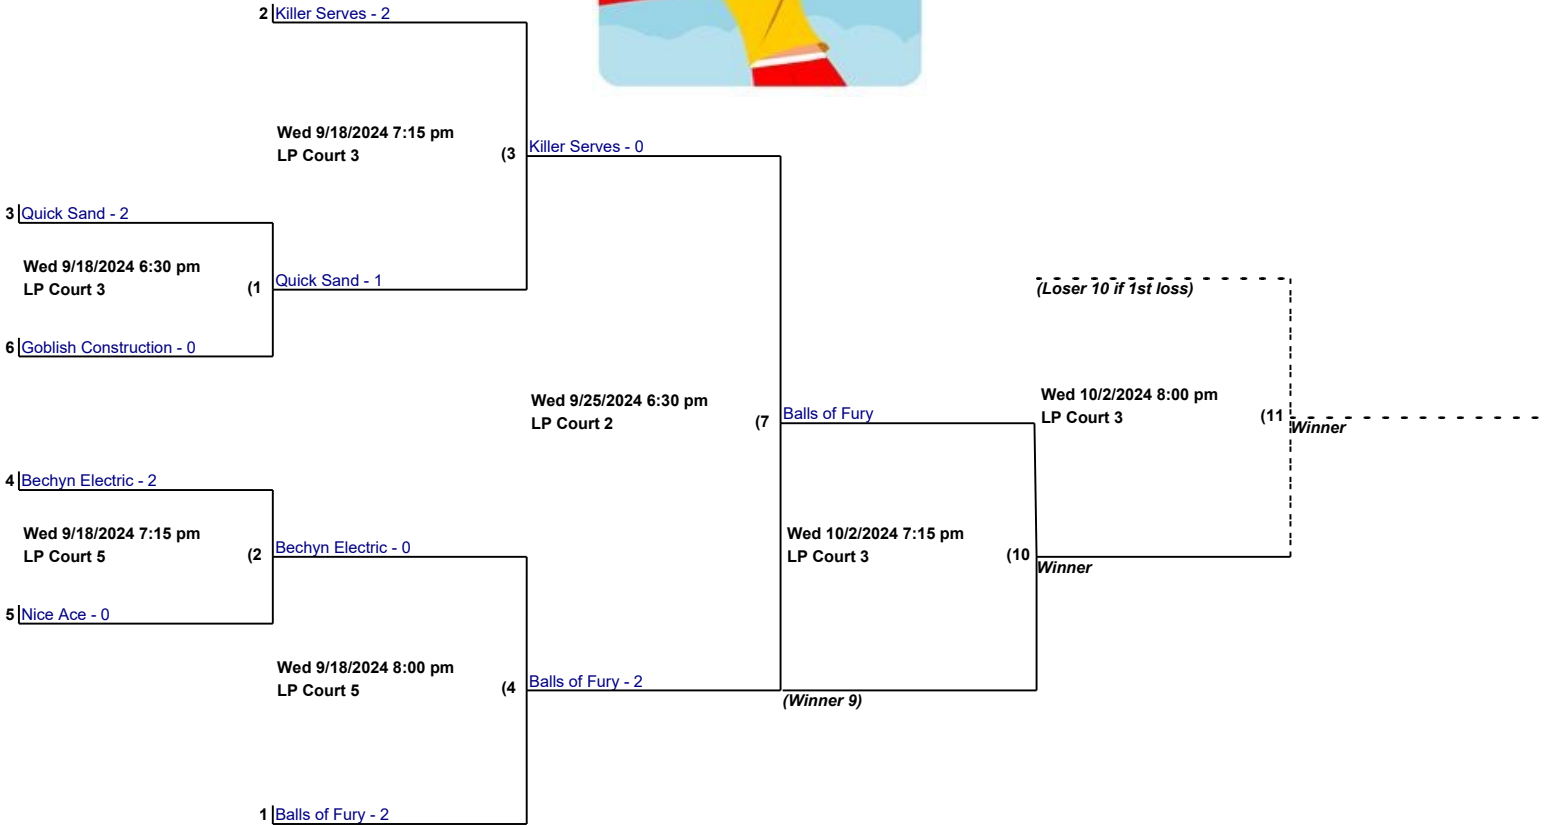 2 Killer Serves - 2
Wed 9/18/2024 7:15 pm
LP Court 3
(3
Killer Serves - 0
3 Quick Sand - 2
Wed 9/18/2024 6:30 pm
LP Court 3
(1
Quick Sand - 1
6 Goblish Construction - 0
(Loser 10 if 1st loss)
Wed 9/25/2024 6:30 pm
LP Court 2
(7
Balls of Fury
Wed 10/2/2024 8:00 pm
LP Court 3
(11
Winner
4 Bechyn Electric - 2
Wed 9/18/2024 7:15 pm
LP Court 5
(2
Bechyn Electric - 0
Wed 10/2/2024 7:15 pm
LP Court 3
(10
Winner
5 Nice Ace - 0
Wed 9/18/2024 8:00 pm
LP Court 5
(4
Balls of Fury - 2
(Winner 9)
1 Balls of Fury - 2